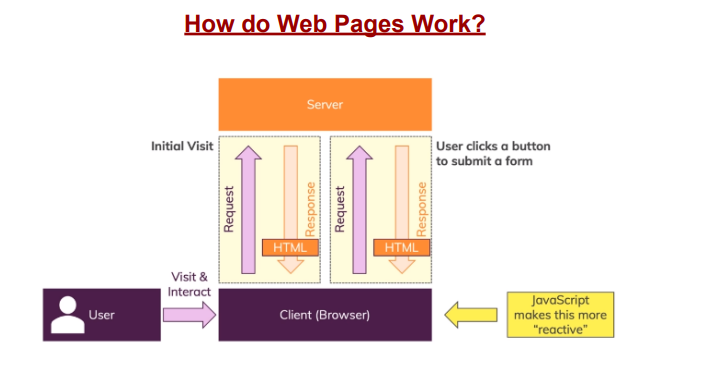 How do Web Pages Work?
Server
Initial Visit
User clicks a button
to submit a form
Request
Response
HTML
Request
Response
HTML
Visit &
Interact
User
Client (Browser)
JavaScript
makes this more
“reactive”